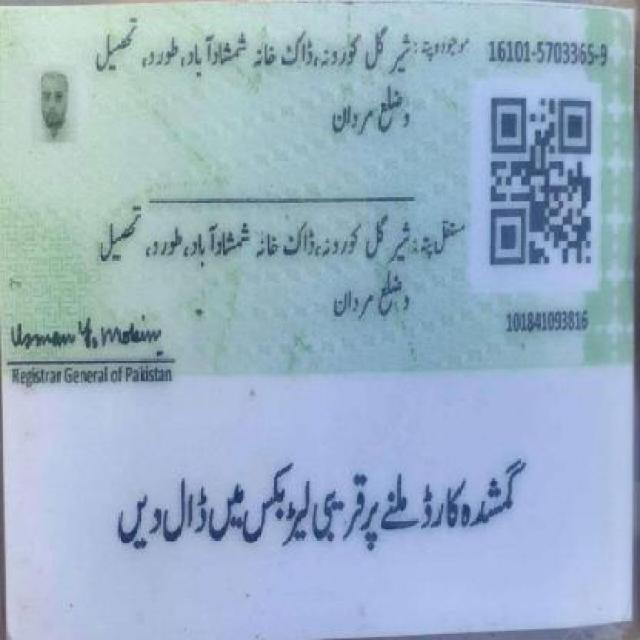 16101-5703365-9
موجودہ پتہ: شیر گل کورونہ، ڈاک خانہ شمشاد آباد، طورو، تحصیل
و ضلع مردان
مستقل پتہ: شیر گل کورونہ، ڈاک خانہ شمشاد آباد، طورو، تحصیل
و ضلع مردان
101841093816
Usman Y. Mobin
Registrar General of Pakistan
گمشدہ کارڈ ملنے پر قریبی لیٹر بکس میں ڈال دیں